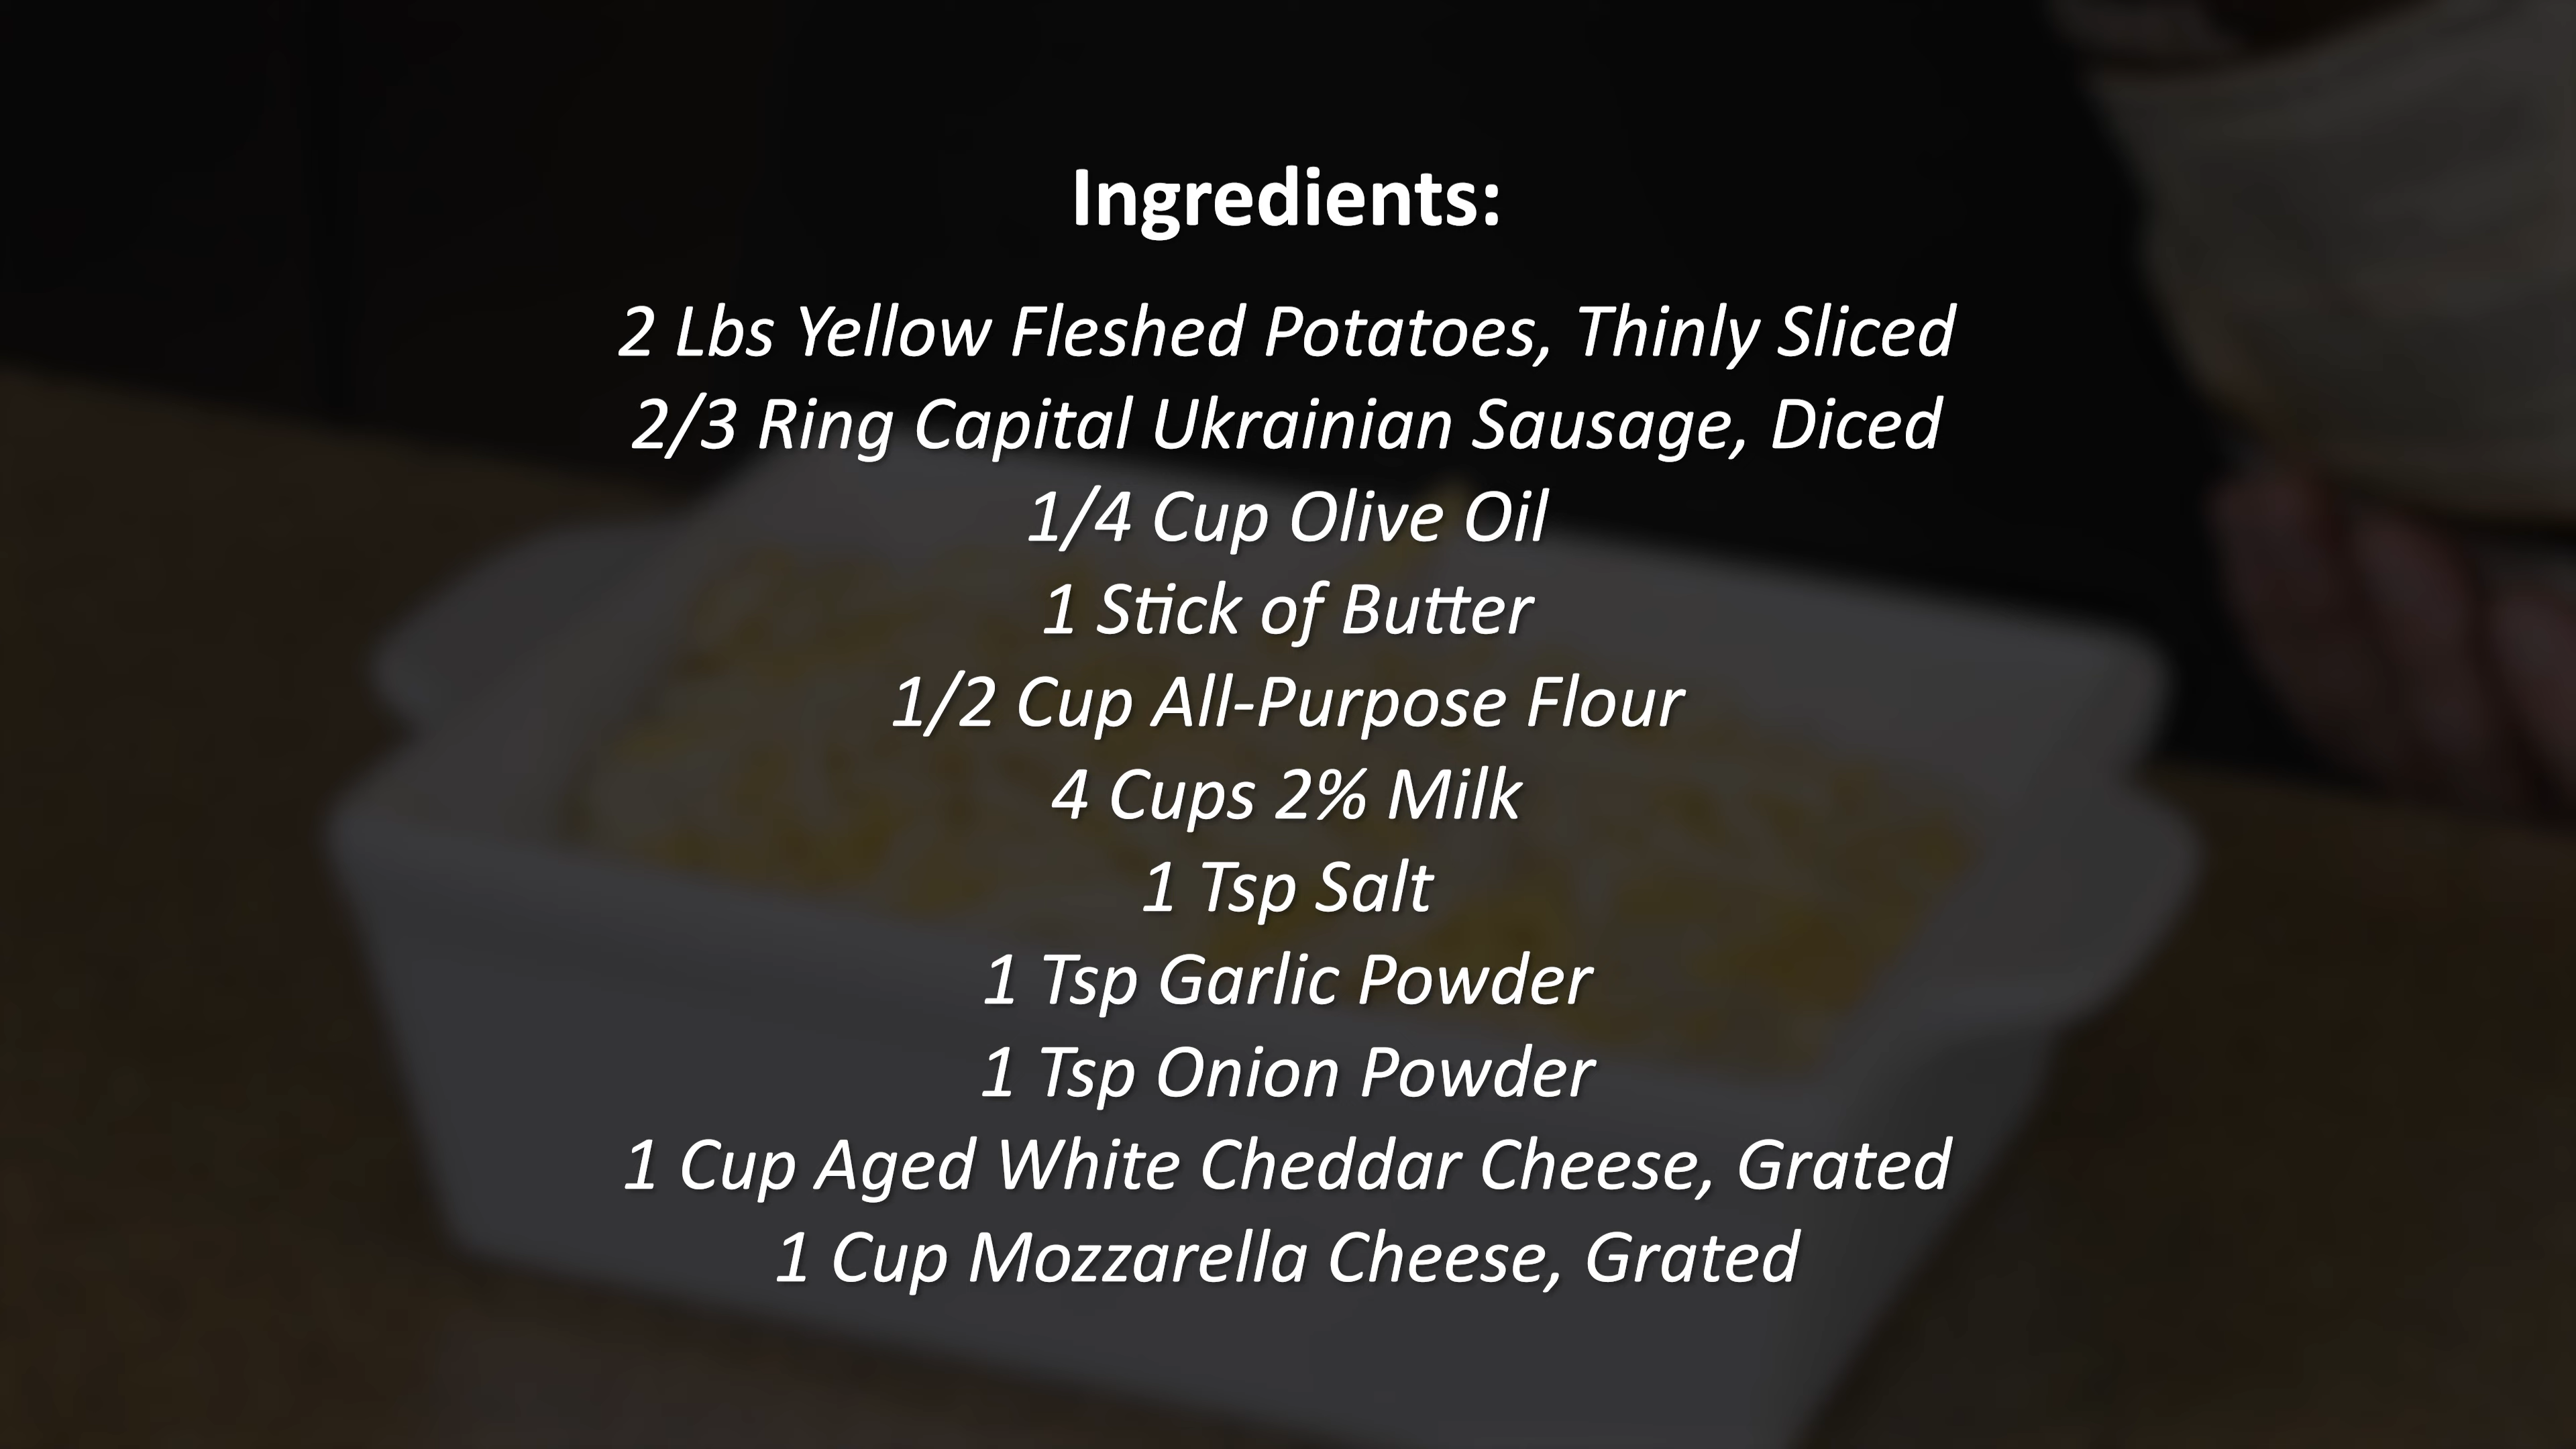 Ingredients:
2 Lbs Yellow Fleshed Potatoes, Thinly Sliced
2/3 Ring Capital Ukrainian Sausage, Diced
1/4 Cup Olive Oil
1 Stick of Butter
1/2 Cup All-Purpose Flour
4 Cups 2% Milk
1 Tsp Salt
1 Tsp Garlic Powder
1 Tsp Onion Powder
1 Cup Aged White Cheddar Cheese, Grated
1 Cup Mozzarella Cheese, Grated